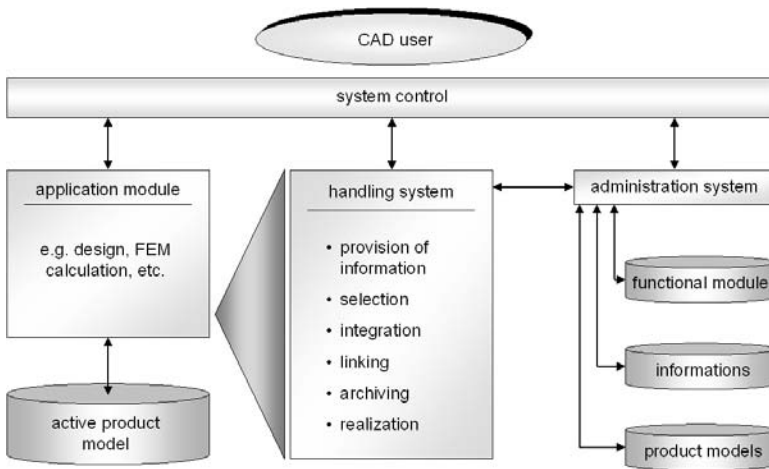 CAD user
system control
application module
e.g. design, FEM
calculation, etc.
active product
model
handling system
• provision of
information
• selection
• integration
• linking
• archiving
• realization
administration system
functional module
informations
product models